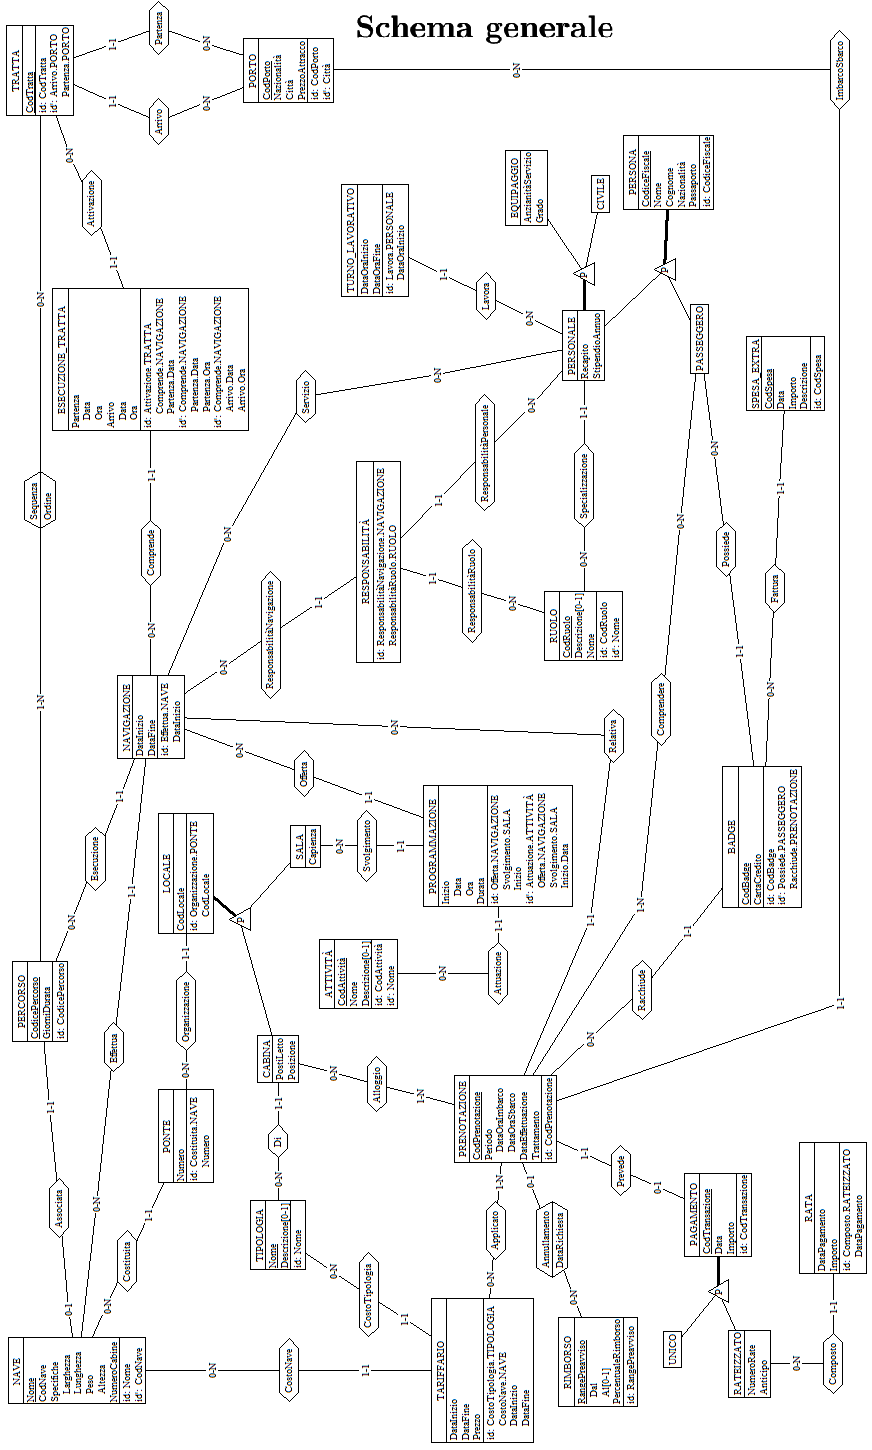 Schema generale
TRATTA
CodTratta
id: CodTratta
id': Arrivo.PORTO
Partenza.PORTO
1-1
Partenza
0-N
1-1
Arrivo
0-N
PORTO
CodPorto
Nazionalità
Città
PrezzoAttracco
id: CodPorto
id': Città
0-N
ImbarcoSbarco
0-N
Attivazione
1-1
0-N
ESECUZIONE_TRATTA
Partenza
Data
Ora
Arrivo
Data
Ora
id: Attivazione.TRATTA
Comprende.NAVIGAZIONE
Partenza.Data
id': Comprende.NAVIGAZIONE
Partenza.Data
Partenza.Ora
id': Comprende.NAVIGAZIONE
Arrivo.Data
Arrivo.Ora
TURNO_LAVORATIVO
DataOraInizio
DataOraFine
id: Lavora.PERSONALE
DataOraInizio
1-1
Lavora
0-N
EQUIPAGGIO
AnzianitàServizio
Grado
CIVILE
P
PERSONA
CodiceFiscale
Nome
Cognome
Nazionalità
Passaporto
id: CodiceFiscale
P
PERSONALE
Recapito
StipendioAnnuo
PASSEGGERO
Servizio
0-N
0-N
SPESA_EXTRA
CodSpesa
Data
Importo
Descrizione
id: CodSpesa
Sequenza
Ordine
1-N
1-1
Comprende
0-N
RESPONSABILITÀ
id: ResponsabilitàNavigazione.NAVIGAZIONE
ResponsabilitàRuolo.RUOLO
1-1
ResponsabilitàPersonale
0-N
1-1
Specializzazione
0-N
1-1
ResponsabilitàRuolo
0-N
1-1
ResponsabilitàNavigazione
0-N
RUOLO
CodRuolo
Descrizione[0-1]
Nome
id: CodRuolo
id': Nome
0-N
Possiede
1-1
1-1
Fattura
0-N
0-N
Comprendere
1-N
NAVIGAZIONE
DataInizio
DataFine
id: Effettua.NAVE
DataInizio
0-N
Relativa
1-1
0-N
Offerta
1-1
1-1
Esecuzione
0-N
1-1
Effettua
0-N
LOCALE
CodLocale
id: Organizzazione.PONTE
CodLocale
P
SALA
Capienza
0-N
Svolgimento
1-1
PROGRAMMAZIONE
Inizio
Data
Ora
Durata
id: Offerta.NAVIGAZIONE
Svolgimento.SALA
Inizio
id': Attuazione.ATTIVITÀ
Offerta.NAVIGAZIONE
Svolgimento.SALA
Inizio.Data
BADGE
CodBadge
CartaCredito
id: CodBadge
id': Possiede.PASSEGGERO
Racchiude.PRENOTAZIONE
1-1
Racchiude
0-N
PERCORSO
CodicePercorso
GiorniDurata
id: CodicePercorso
1-1
Organizzazione
0-N
ATTIVITÀ
CodAttività
Nome
Descrizione[0-1]
id: CodAttività
id': Nome
0-N
Attuazione
1-1
1-1
CABINA
PostiLetto
Posizione
0-N
Alloggio
1-N
PRENOTAZIONE
CodPrenotazione
Periodo
DataOraImbarco
DataOraSbarco
DataEffettuazione
Trattamento
id: CodPrenotazione
1-1
Associata
0-1
PONTE
Numero
id: Costituita.NAVE
Numero
1-1
Costituita
0-N
1-1
Di
0-N
TIPOLOGIA
Nome
Descrizione[0-1]
id: Nome
0-N
CostoTipologia
1-1
1-N
Applicato
0-N
0-1
Annullamento
DataRichiesta
0-N
1-1
Prevede
0-1
PAGAMENTO
CodTransazione
Data
Importo
id: CodTransazione
P
UNICO
RATEIZZATO
NumeroRate
Anticipo
0-N
Composto
1-1
RATA
DataPagamento
Importo
id: Composto.RATEIZZATO
DataPagamento
NAVE
Nome
CodNave
Specifiche
Larghezza
Lunghezza
Peso
Altezza
NumeroCabine
id: Nome
id': CodNave
0-N
CostoNave
1-1
TARIFFARIO
DataInizio
DataFine
Prezzo
id: CostoTipologia.TIPOLOGIA
CostoNave.NAVE
DataInizio
DataFine
RIMBORSO
RangePreavviso
Dal
Al[0-1]
PercentualeRimborso
id: RangePreavviso